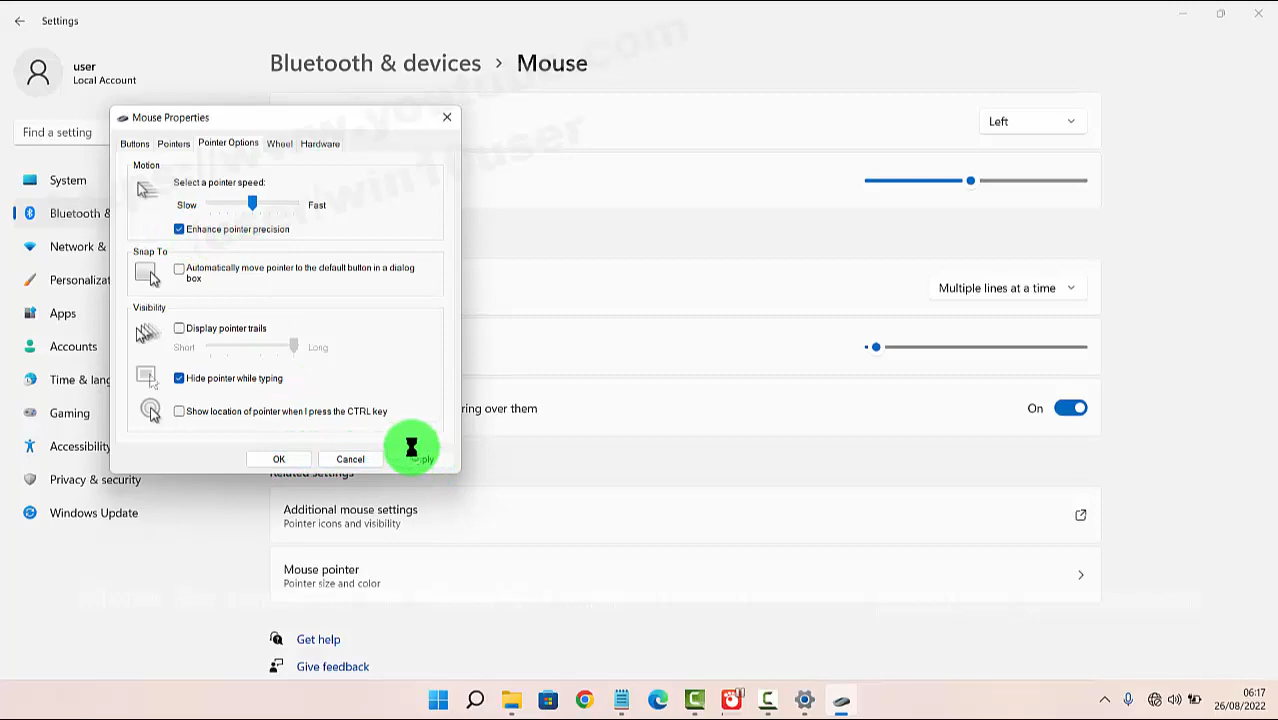 Settings
user
Local Account
Find a setting
System
Bluetooth &
Network &
Apps
Accounts
Gaming
Accessibility
Privacy & security
Windows Update
Bluetooth & devices › Mouse
Left
Multiple lines at a time
ring over them
On
Additional mouse settings
Pointer icons and visibility
Mouse pointer
Pointer size and color
Get help
Give feedback
Mouse Properties
Buttons Pointers Pointer Options Wheel Hardware
Motion
Select a pointer speed:
Slow Fast
Enhance pointer precision
Snap To
Automatically move pointer to the default button in a dialog
box
Visibility
Display pointer trails
Short Long
Hide pointer while typing
Show location of pointer when I press the CTRL key
OK Cancel
Related settings
06:17
26/08/2022